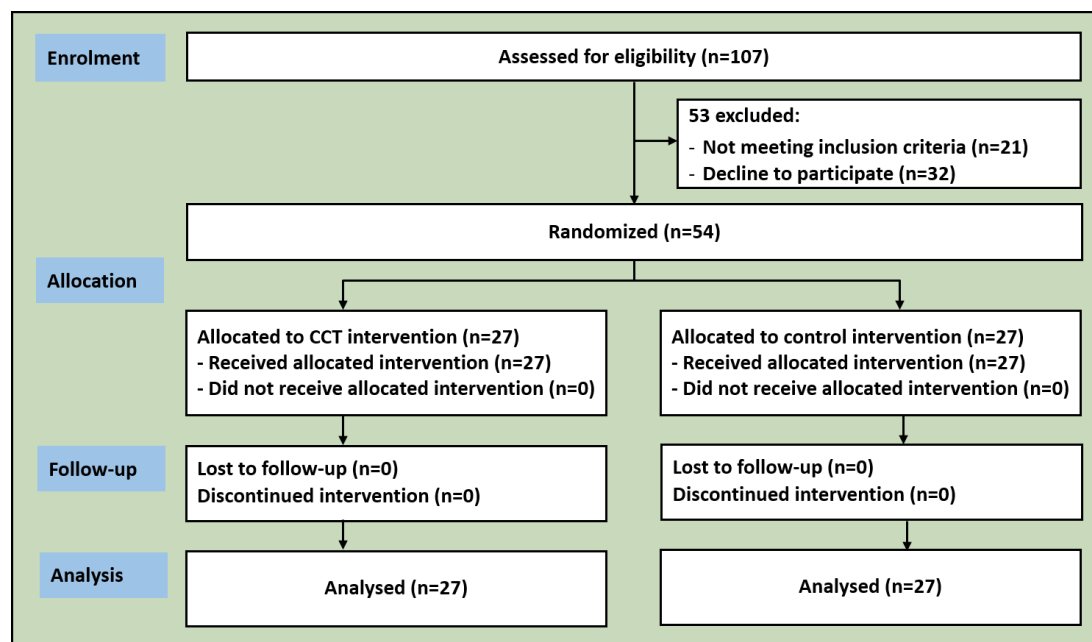 Enrolment
Assessed for eligibility (n=107)
53 excluded:
- Not meeting inclusion criteria (n=21)
- Decline to participate (n=32)
Randomized (n=54)
Allocation
Allocated to CCT intervention (n=27)
- Received allocated intervention (n=27)
- Did not receive allocated intervention (n=0)
Allocated to control intervention (n=27)
- Received allocated intervention (n=27)
- Did not receive allocated intervention (n=0)
Follow-up
Lost to follow-up (n=0)
Discontinued intervention (n=0)
Lost to follow-up (n=0)
Discontinued intervention (n=0)
Analysis
Analysed (n=27)
Analysed (n=27)